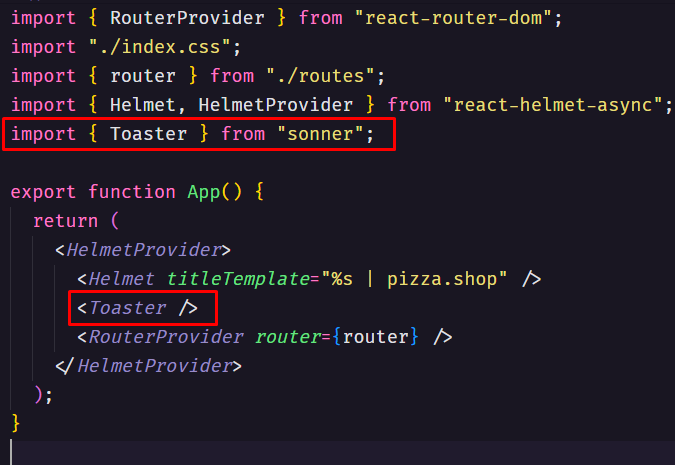 import { RouterProvider } from "react-router-dom";
import "./index.css";
import { router } from "./routes";
import { Helmet, HelmetProvider } from "react-helmet-async";
import { Toaster } from "sonner";
export function App() {
return (
<HelmetProvider>
<Helmet titleTemplate="%s | pizza.shop" />
<Toaster />
<RouterProvider router={router} />
</HelmetProvider>
);
}